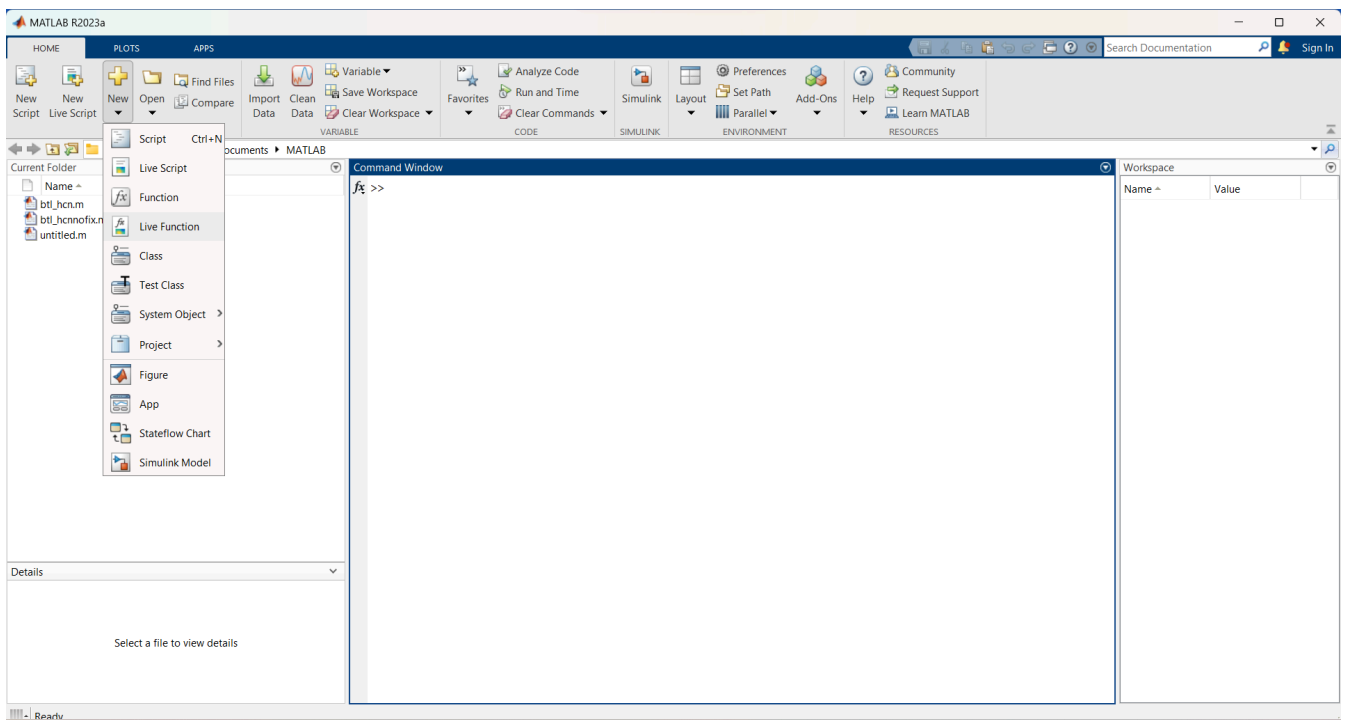 MATLAB R2023a
HOME PLOTS APPS
Search Documentation
Sign In
New Script
New Live Script
New
Open
Find Files
Compare
Import Data
Clean Data
Variable
Save Workspace
Clear Workspace
Favorites
Analyze Code
Run and Time
Clear Commands
Simulink
Layout
Preferences
Set Path
Parallel
Add-Ons
Help
Community
Request Support
Learn MATLAB
VARIABLE CODE SIMULINK ENVIRONMENT RESOURCES
MATLAB
Script Ctrl+N
Live Script
Function
Live Function
Class
Test Class
System Object
Project
Figure
App
Stateflow Chart
Simulink Model
Current Folder
Name
btl_hcn.m
untitled.m
Command Window
fx >>
Workspace
Name Value
Details
Select a file to view details
Ready